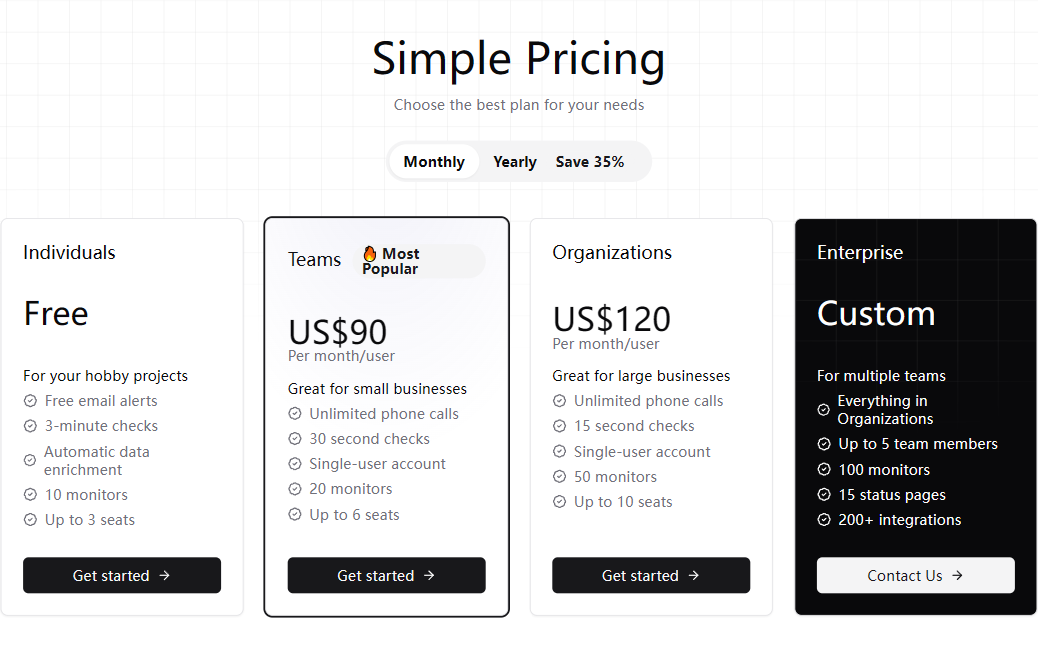 Simple Pricing
Choose the best plan for your needs
Monthly
Yearly
Save 35%
Individuals
Free
For your hobby projects
Free email alerts
3-minute checks
Automatic data
enrichment
10 monitors
Up to 3 seats
Get started →
Teams
🔥 Most
Popular
US$90
Per month/user
Great for small businesses
Unlimited phone calls
30 second checks
Single-user account
20 monitors
Up to 6 seats
Get started →
Organizations
US$120
Per month/user
Great for large businesses
Unlimited phone calls
15 second checks
Single-user account
50 monitors
Up to 10 seats
Get started →
Enterprise
Custom
For multiple teams
Everything in
Organizations
Up to 5 team members
100 monitors
15 status pages
200+ integrations
Contact Us →